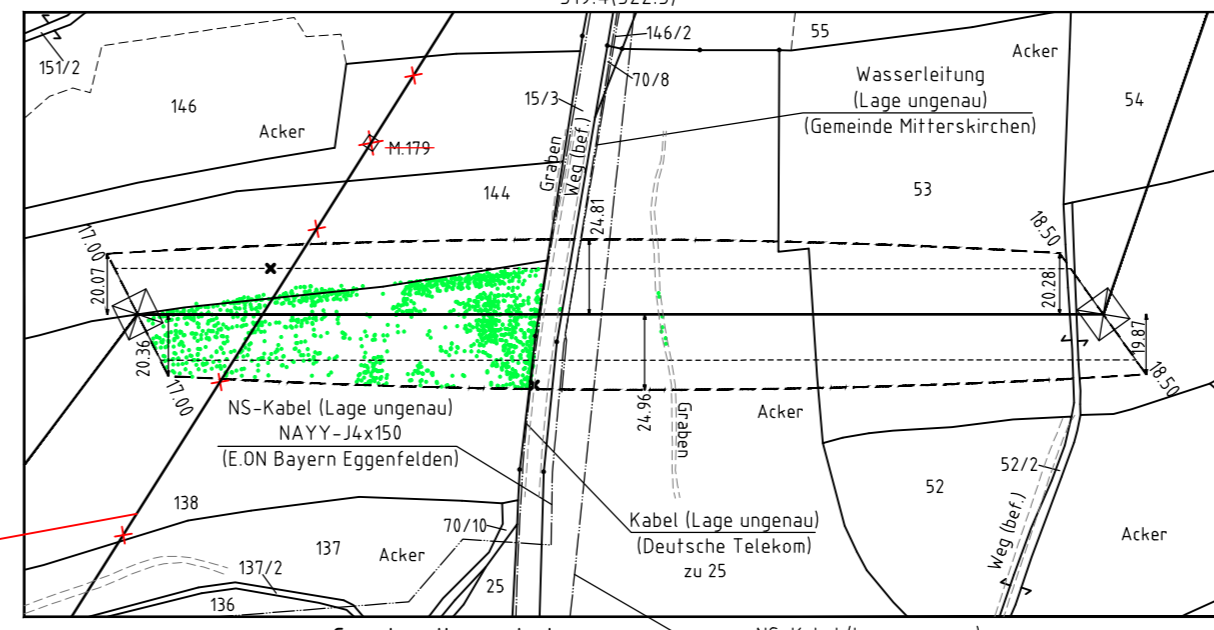 151/2
146
Acker
M.179
144
15/3
146/2
70/8
Graben
Weg (bef.)
55
Acker
Wasserleitung
(Lage ungenau)
(Gemeinde Mitterskirchen)
54
53
17.00
20.07
24.81
18.50
20.28
20.36
17.00
24.96
19.87
18.50
Graben
NS-Kabel (Lage ungenau)
NAYY-J4x150
(E.ON Bayern Eggenfelden)
Acker
138
137
Acker
70/10
137/2
136
25
Kabel (Lage ungenau)
(Deutsche Telekom)
zu 25
52
52/2
Weg (bef.)
Acker